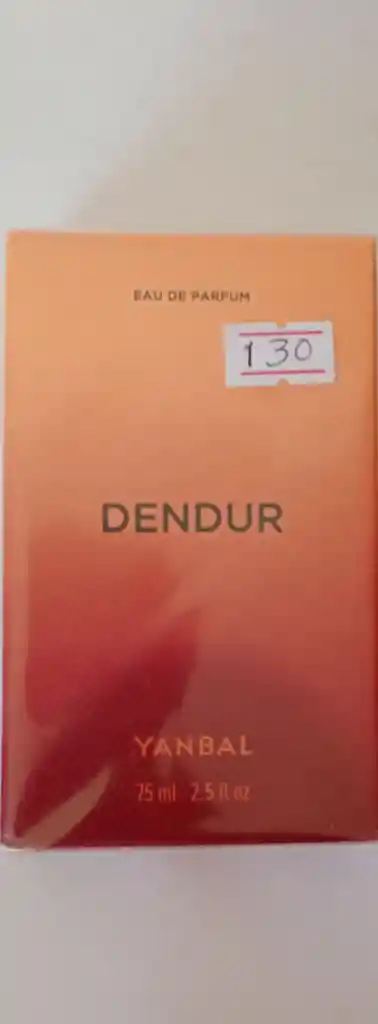 EAU DE PARFUM
130
DENDUR
YANBAL
75 ml 2.5 fl oz